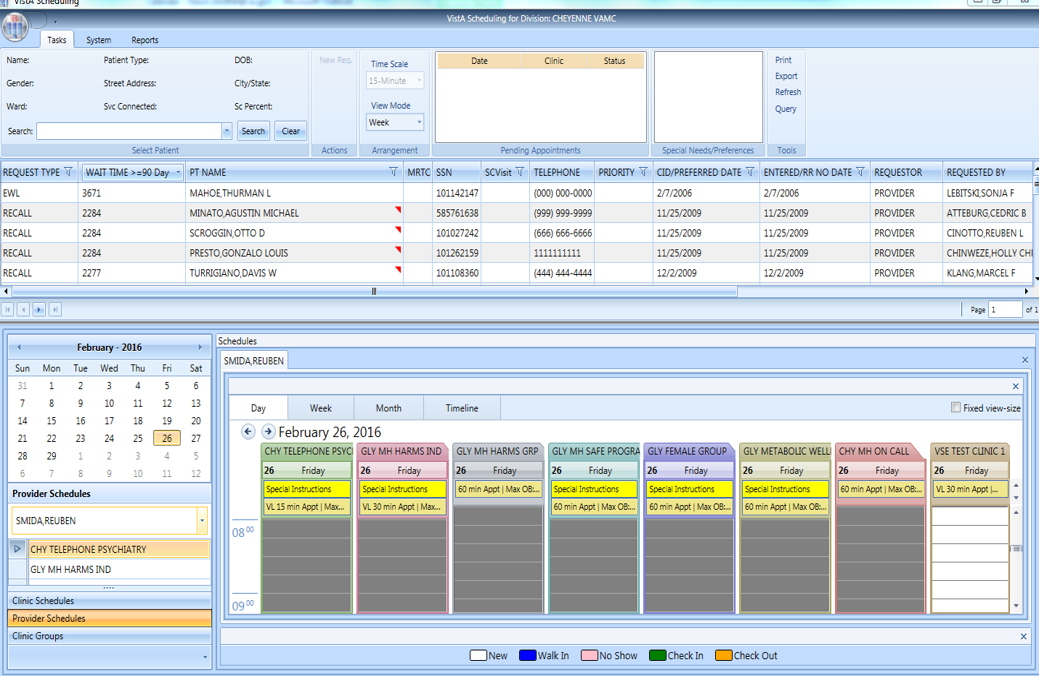 VistA Scheduling
VistA Scheduling for Division: CHEYENNE VAMC
Tasks System Reports
Name: Patient Type: DOB: New Req. Time Scale Date Clinic Status Print
Gender: Street Address: City/State: 15-Minute Export
Ward: Svc Connected: Sc Percent: View Mode Refresh
Search: Search Clear Week Query
Select Patient Actions Arrangement Pending Appointments Special Needs/Preferences Tools
REQUEST TYPE WAIT TIME >=90 Day PT NAME MRTC SSN SCVisit TELEPHONE PRIORITY CID/PREFERRED DATE ENTERED/RR NO DATE REQUESTOR REQUESTED BY
EWL 3671 MAHOE,THURMAN L 101142147 (000) 000-0000 2/7/2006 2/7/2006 PROVIDER LEBITSKI,SONJA F
RECALL 2284 MINATO,AGUSTIN MICHAEL 585761638 (999) 999-9999 11/25/2009 11/25/2009 PROVIDER ATTEBURG,CEDRIC B
RECALL 2284 SCROGGIN,OTTO D 101027242 (666) 666-6666 11/25/2009 11/25/2009 PROVIDER CINOTTO,REUBEN L
RECALL 2284 PRESTO,GONZALO LOUIS 101262159 1111111111 11/25/2009 11/25/2009 PROVIDER CHINWEZE,HOLLY CHI
RECALL 2277 TURRIGIANO,DAVIS W 101108360 (444) 444-4444 12/2/2009 12/2/2009 PROVIDER KLANG,MARCEL F
Page 1 of 1
February - 2016
Sun Mon Tue Wed Thu Fri Sat
31 1 2 3 4 5 6
7 8 9 10 11 12 13
14 15 16 17 18 19 20
21 22 23 24 25 26 27
28 29 1 2 3 4 5
6 7 8 9 10 11 12
Provider Schedules
SMIDA,REUBEN
CHY TELEPHONE PSYCHIATRY
GLY MH HARMS IND
Clinic Schedules
Provider Schedules
Clinic Groups
Schedules
SMIDA,REUBEN
Day Week Month Timeline Fixed view-size
February 26, 2016
CHY TELEPHONE PSYC GLY MH HARMS IND GLY MH HARMS GRP GLY MH SAFE PROGRA GLY FEMALE GROUP GLY METABOLIC WELL CHY MH ON CALL VSE TEST CLINIC 1
26 Friday 26 Friday 26 Friday 26 Friday 26 Friday 26 Friday 26 Friday 26 Friday
Special Instructions Special Instructions 60 min Appt | Max OB:... Special Instructions Special Instructions Special Instructions 60 min Appt | Max OB:... VL 30 min Appt |...
VL 15 min Appt | Max... VL 30 min Appt | Max... 60 min Appt | Max OB:... 60 min Appt | Max OB:... 60 min Appt | Max OB:...
08 00
09 00
New Walk In No Show Check In Check Out